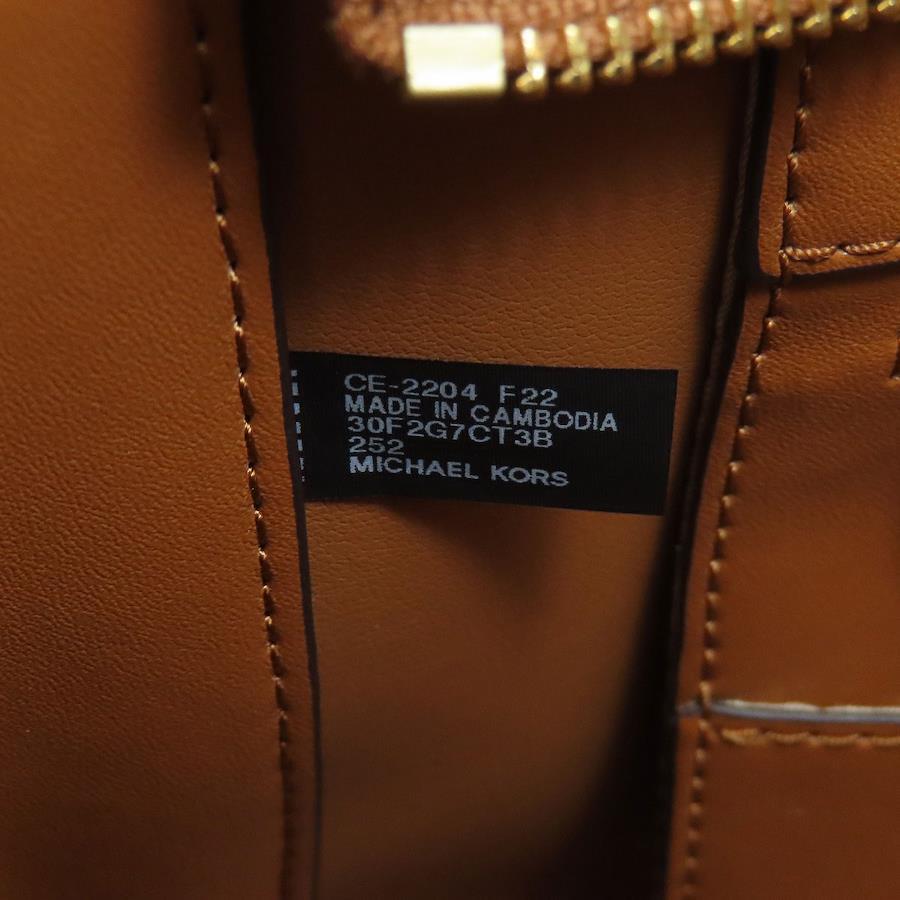 CE-2204 F22
MADE IN CAMBODIA
30F2G7CT3B
252
MICHAEL KORS